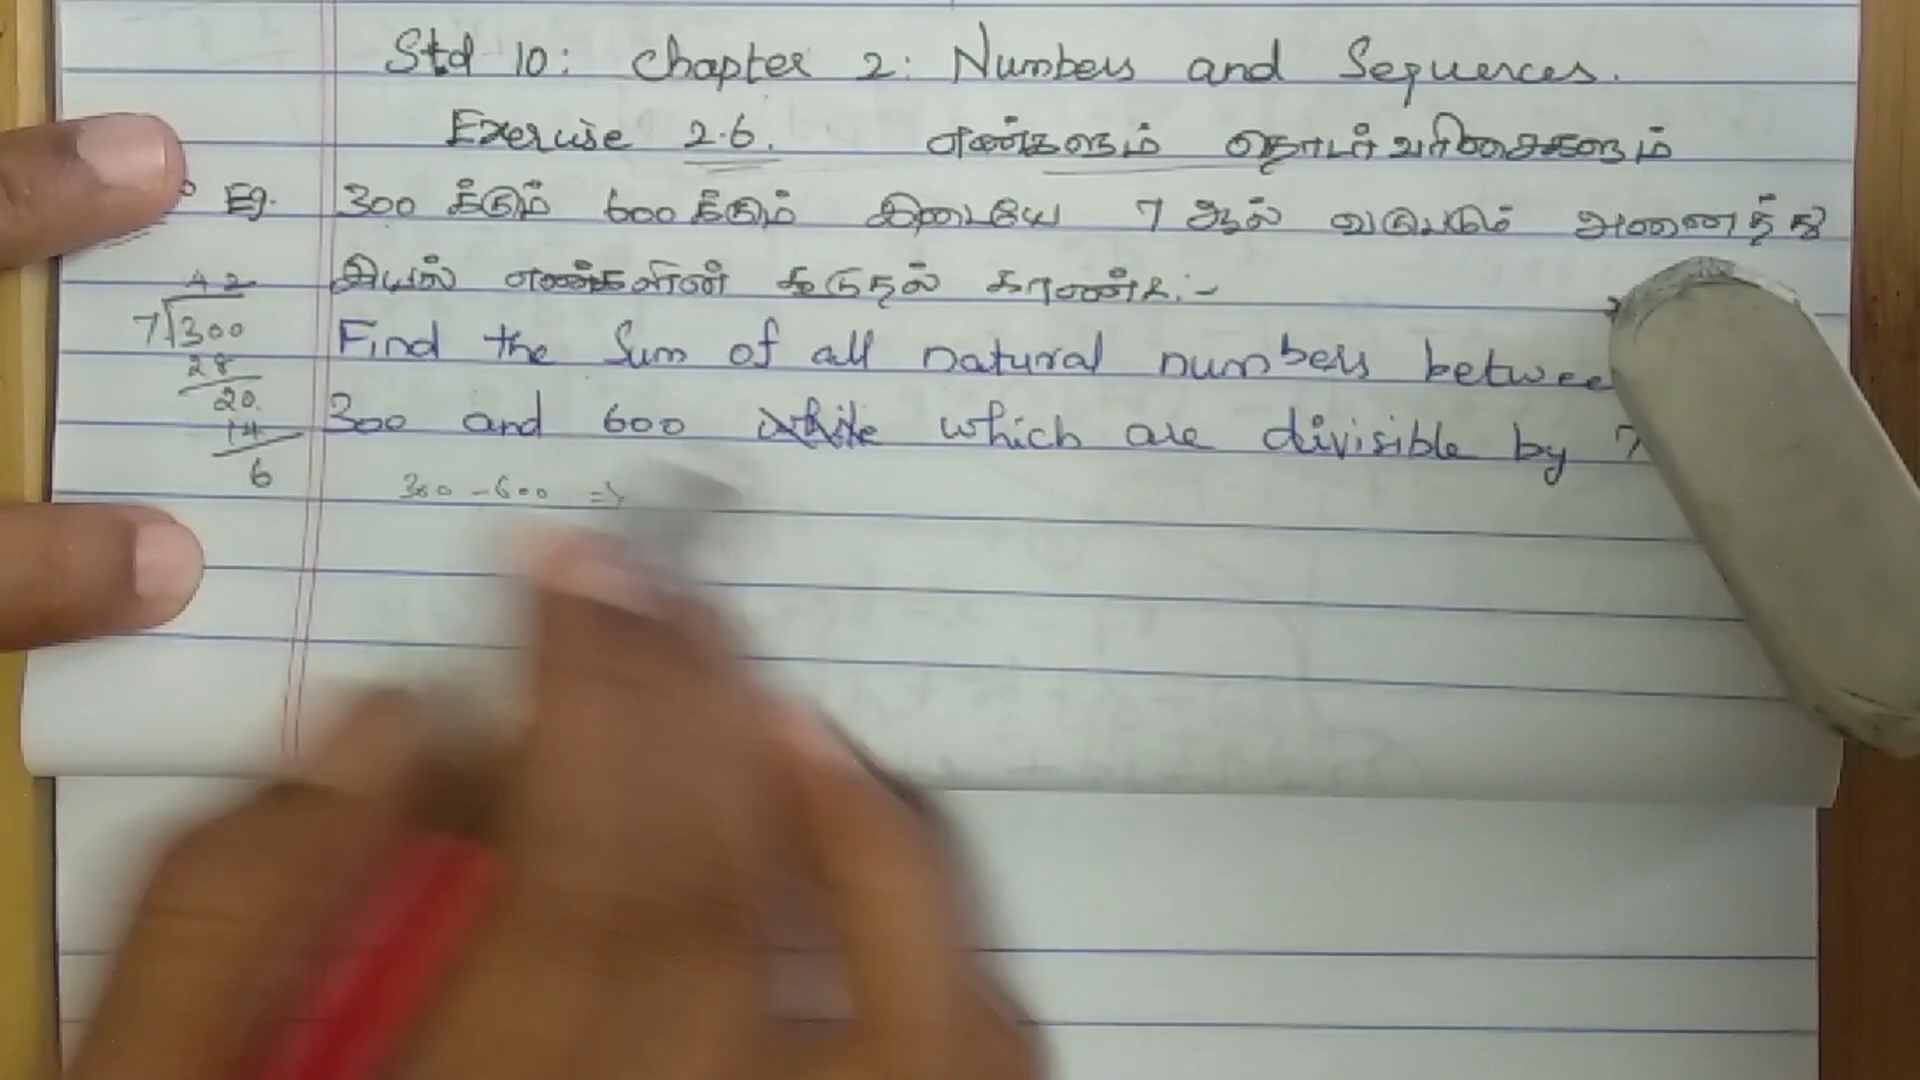 Std 10: Chapter 2: Numbers and Sequences.
Exercise 2.6. எண்களும் தொடர்வரிசைகளும்
Eg. 300 க்கும் 600 க்கும் இடையே 7 ஆல் வகுபடும் அனைத்து
இயல் எண்களின் கூடுதல் காண்க:-
Find the Sum of all natural numbers betwee
300 and 600 which are divisible by 7
42
7 300
28
20
14
6
300 - 600 =>